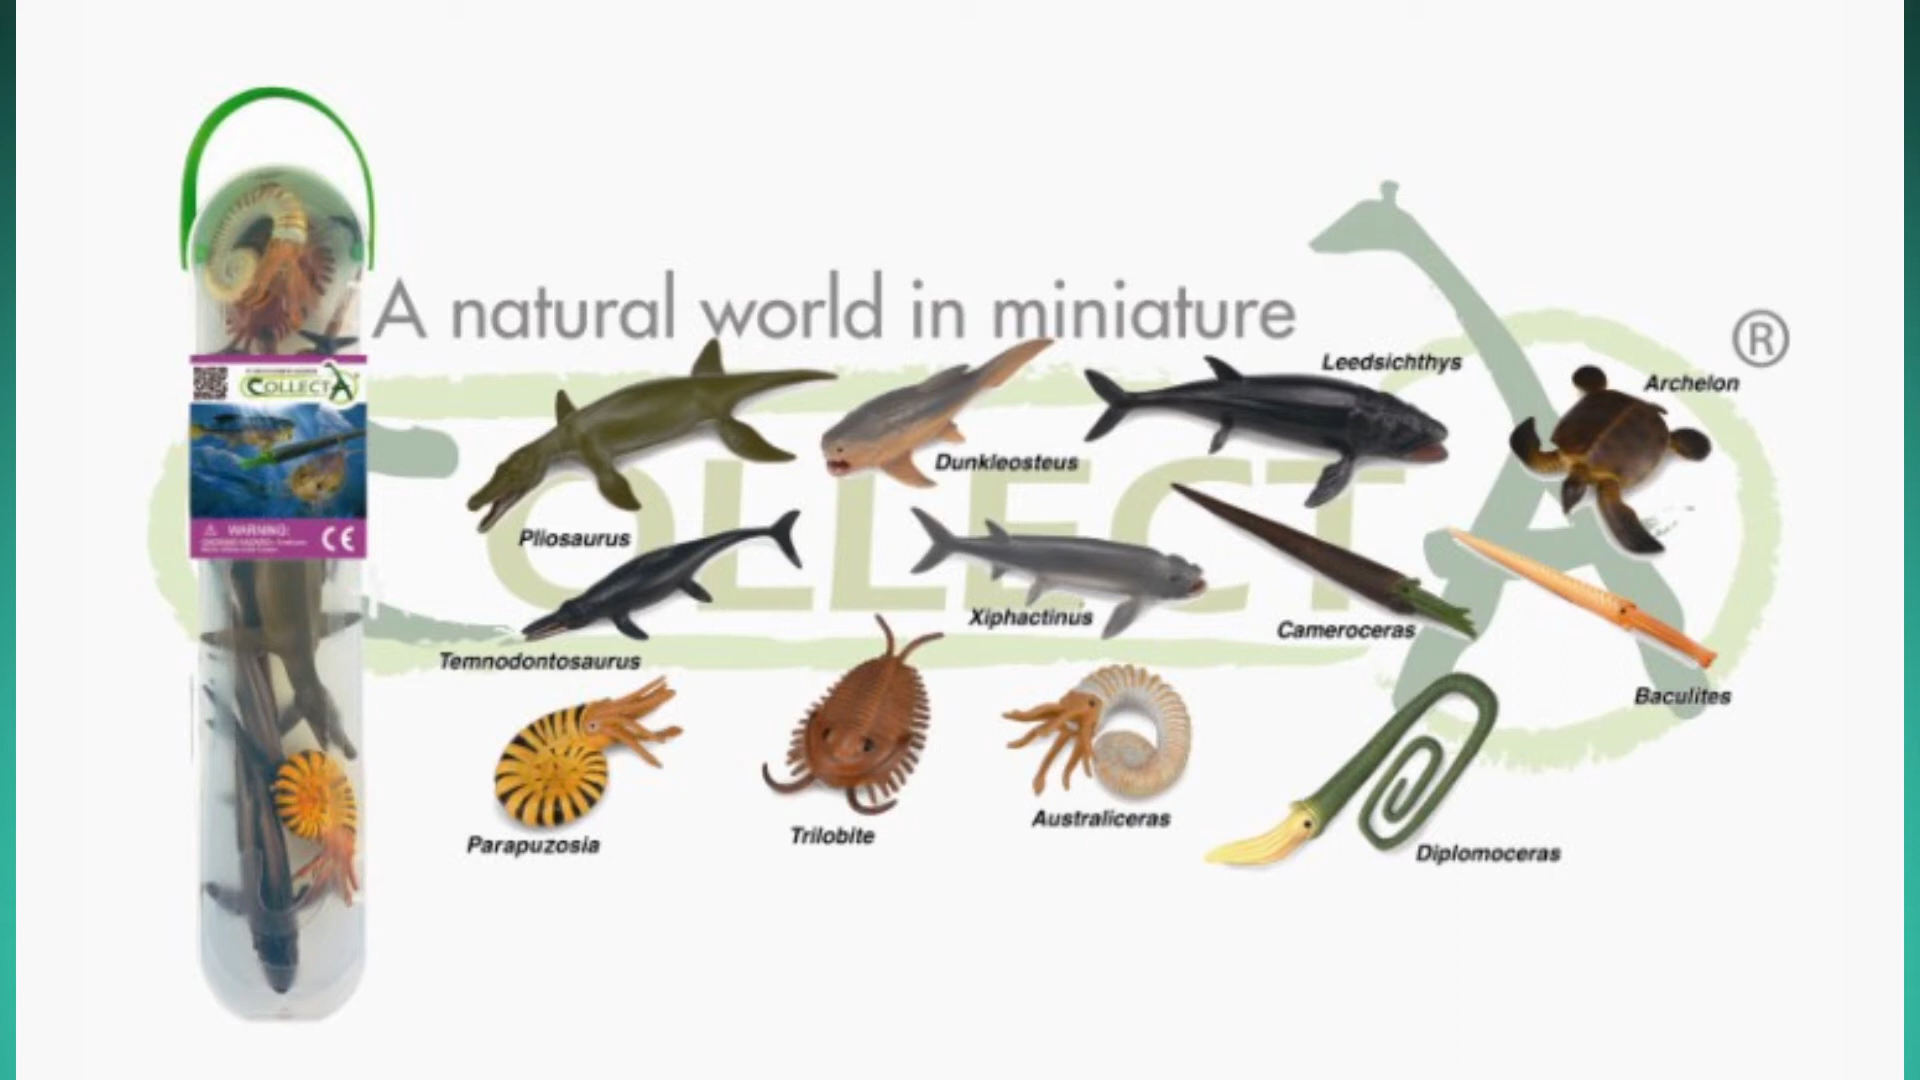 A natural world in miniature
®
COLLECTA
COLLECTA
WARNING:
CE
Leedsichthys
Archelon
Dunkleosteus
Pliosaurus
Xiphactinus
Cameroceras
Temnodontosaurus
Baculites
Parapuzosia
Trilobite
Australiceras
Diplomoceras